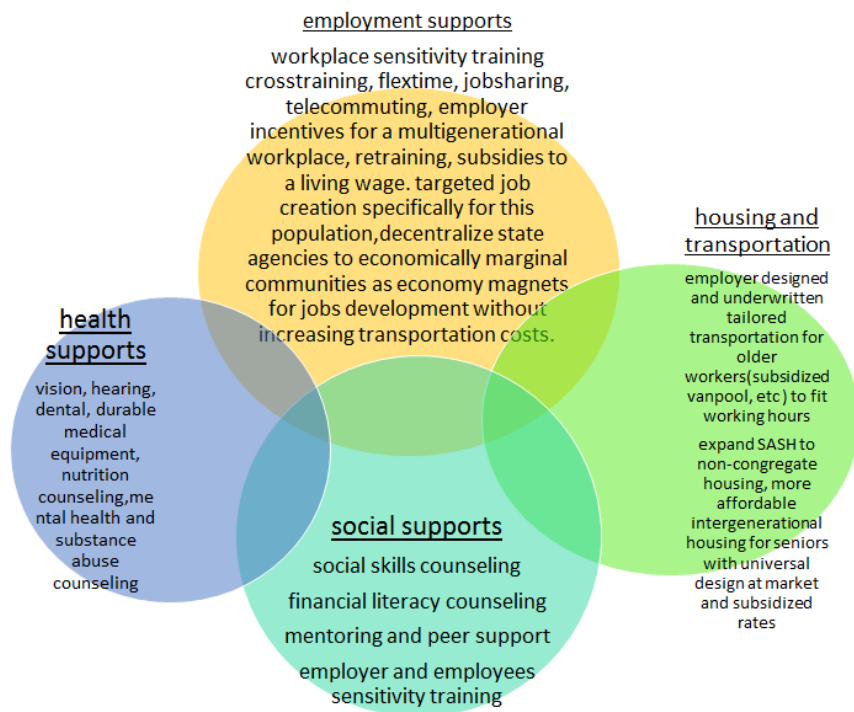 employment supports
workplace sensitivity training
crosstraining, flextime, jobsharing,
telecommuting, employer
incentives for a multigenerational
workplace, retraining, subsidies to
a living wage. targeted job
creation specifically for this
population,decentralize state
agencies to economically marginal
communities as economy magnets
for jobs development without
increasing transportation costs.
housing and
transportation
employer designed
and underwritten
tailored
transportation for
older
workers(subsidized
vanpool, etc) to fit
working hours
expand SASH to
non-congregate
housing, more
affordable
intergenerational
housing for seniors
with universal
design at market
and subsidized
rates
health
supports
vision, hearing,
dental, durable
medical
equipment,
nutrition
counseling,me
ntal health and
substance
abuse
counseling
social supports
social skills counseling
financial literacy counseling
mentoring and peer support
employer and employees
sensitivity training